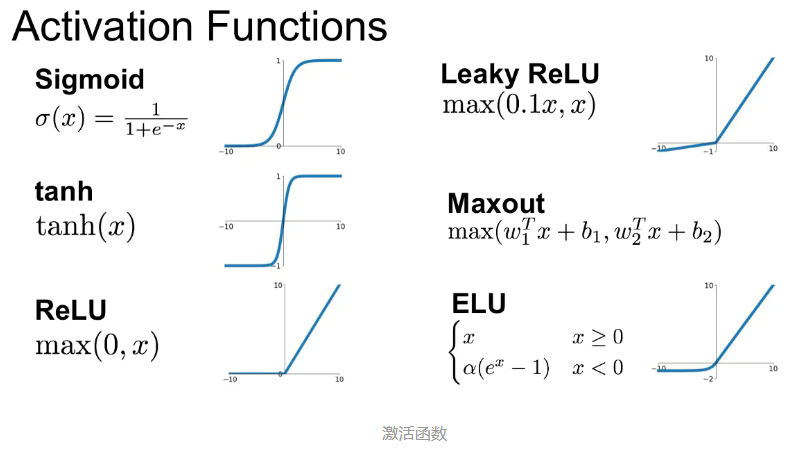 Activation Functions
Sigmoid
σ(x) = 1/(1+e^{-x})
1
-10
0
10
tanh
tanh(x)
1
-10
10
-1
ReLU
max(0, x)
10
-10
0
10
Leaky ReLU
max(0.1x, x)
10
-10
-1
10
Maxout
max(w_1^T x + b_1, w_2^T x + b_2)
ELU
{ x x ≥ 0
α(e^x − 1) x < 0
10
-10
-2
10
激活函数